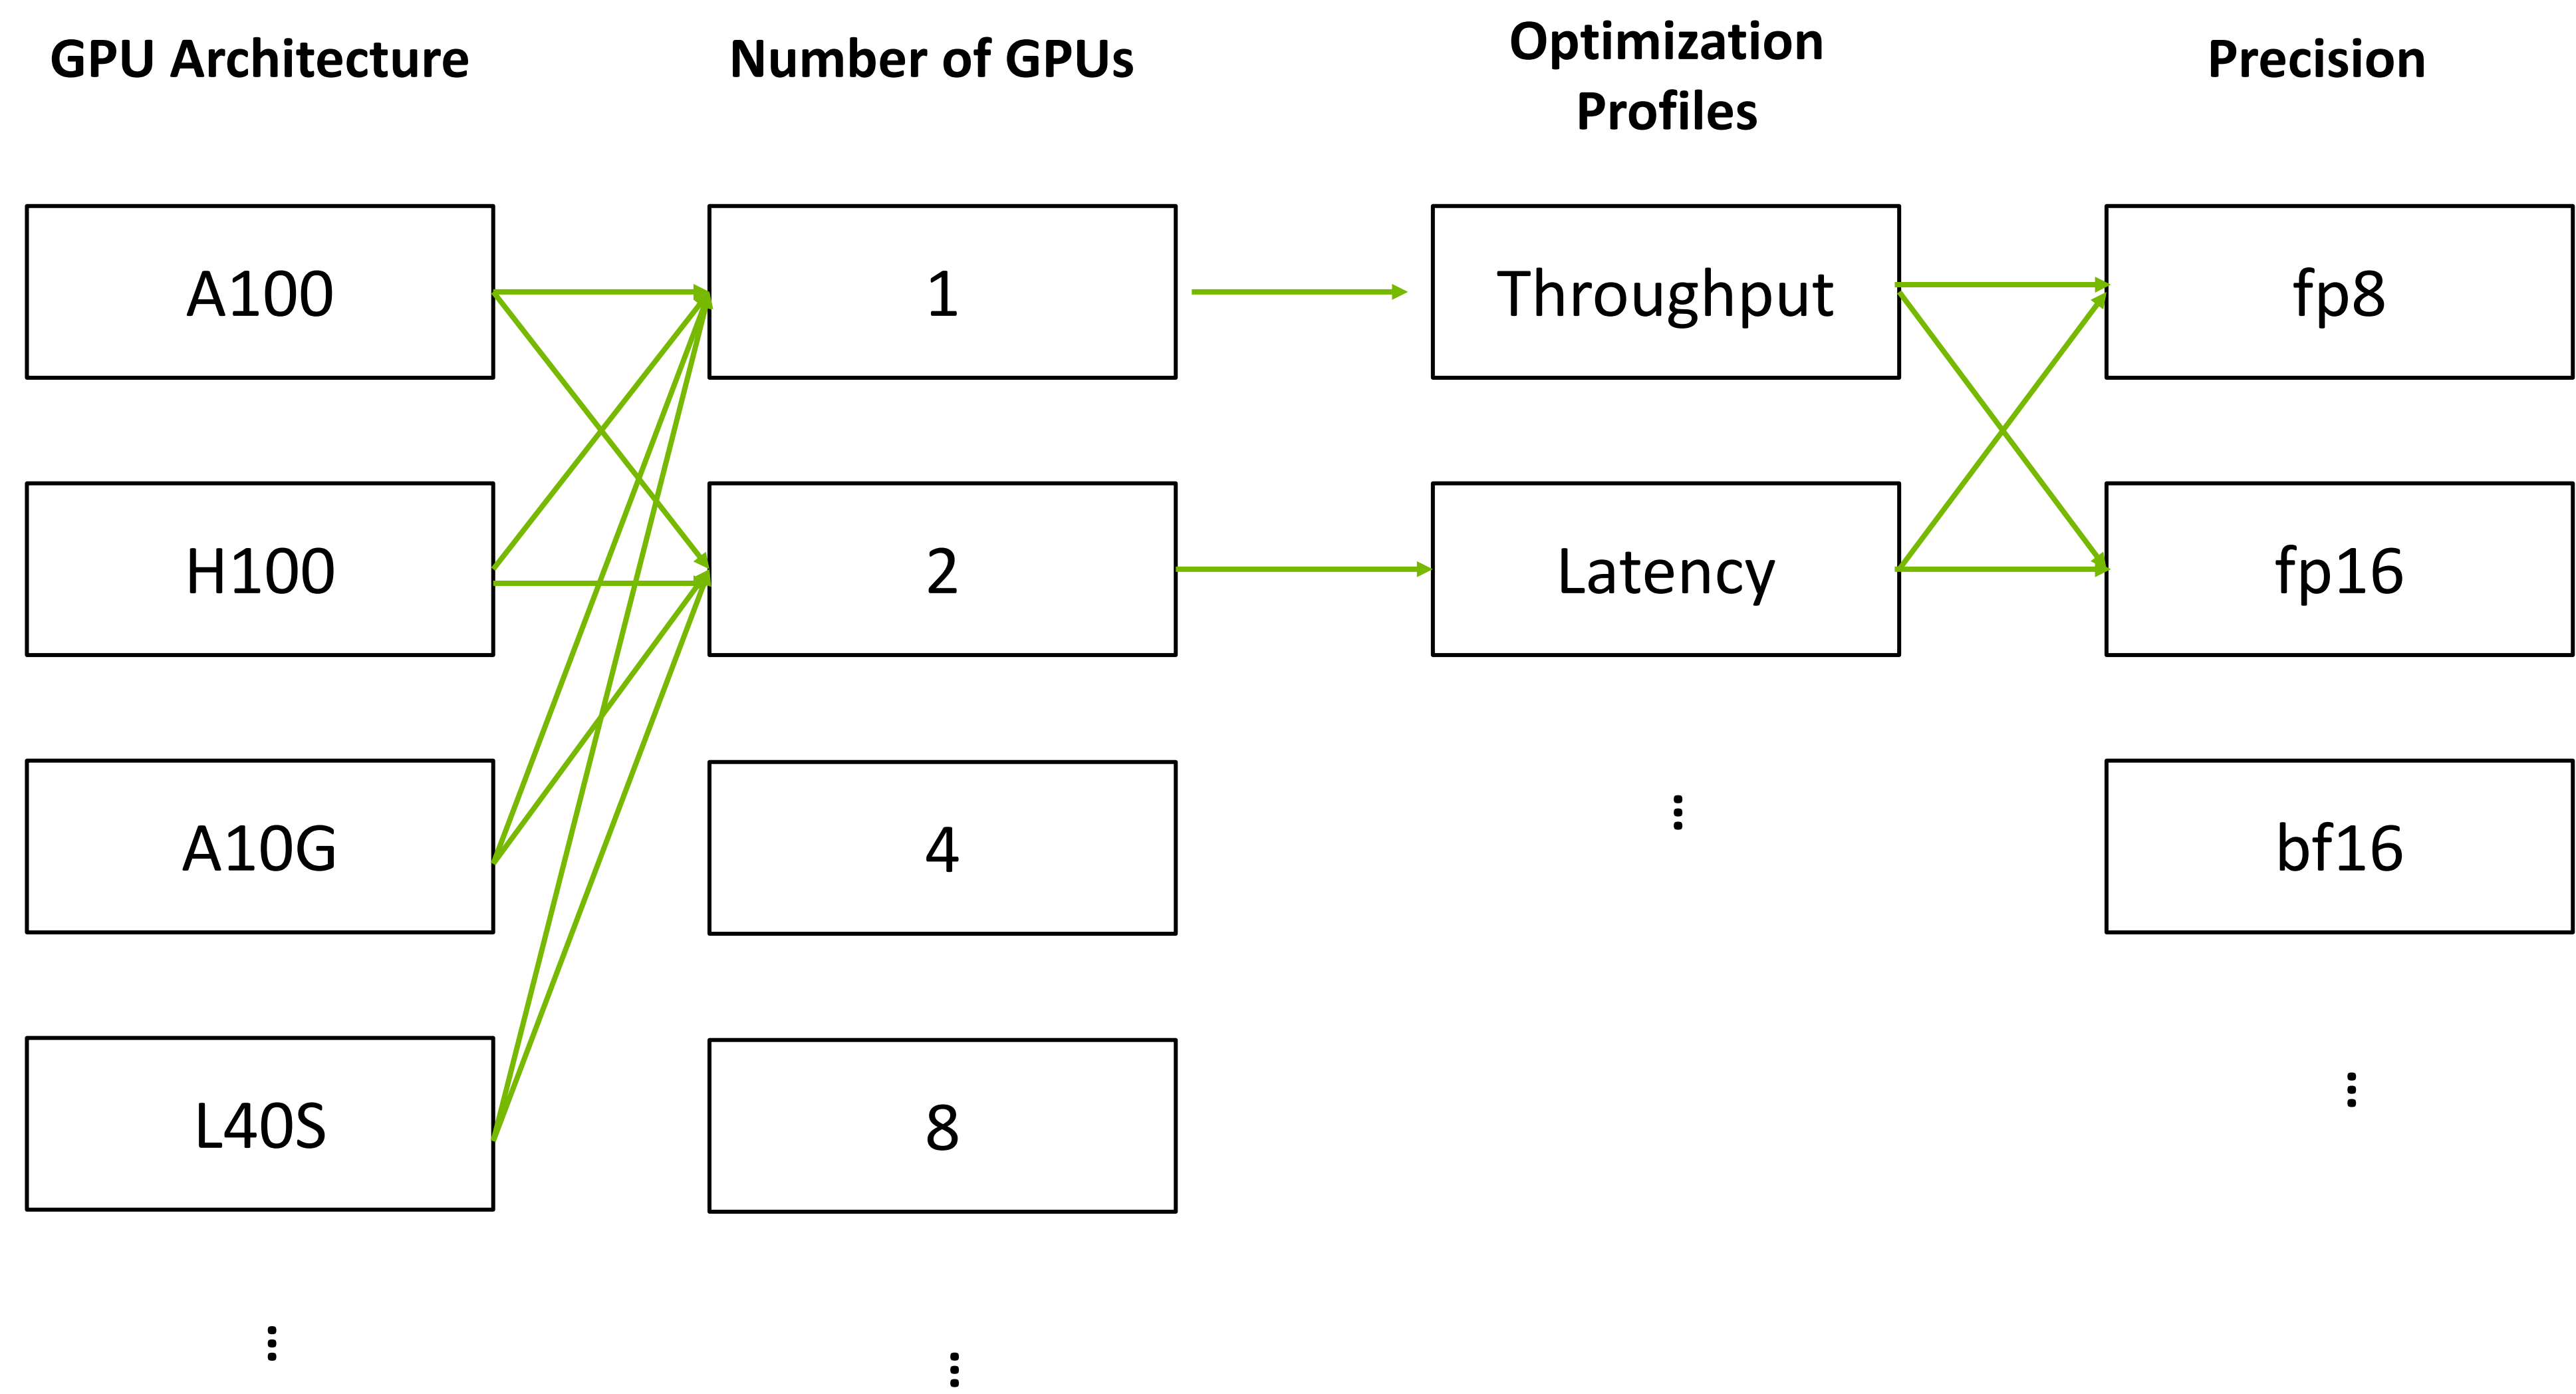 GPU Architecture
Number of GPUs
Optimization
Profiles
Precision
A100
1
Throughput
fp8
H100
2
Latency
fp16
A10G
4
bf16
L40S
8